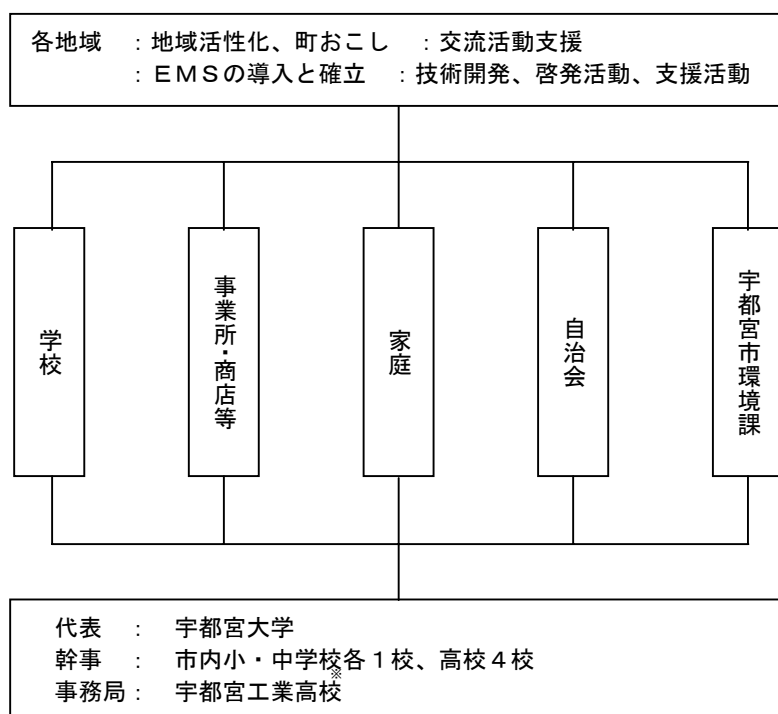 各地域　：地域活性化、町おこし　：交流活動支援
：ＥＭＳの導入と確立　：技術開発、啓発活動、支援活動
学校
事業所・商店等
家庭
自治会
宇都宮市環境課
代表　：　宇都宮大学
幹事　：　市内小・中学校各１校、高校４校
事務局：　宇都宮工業高校※